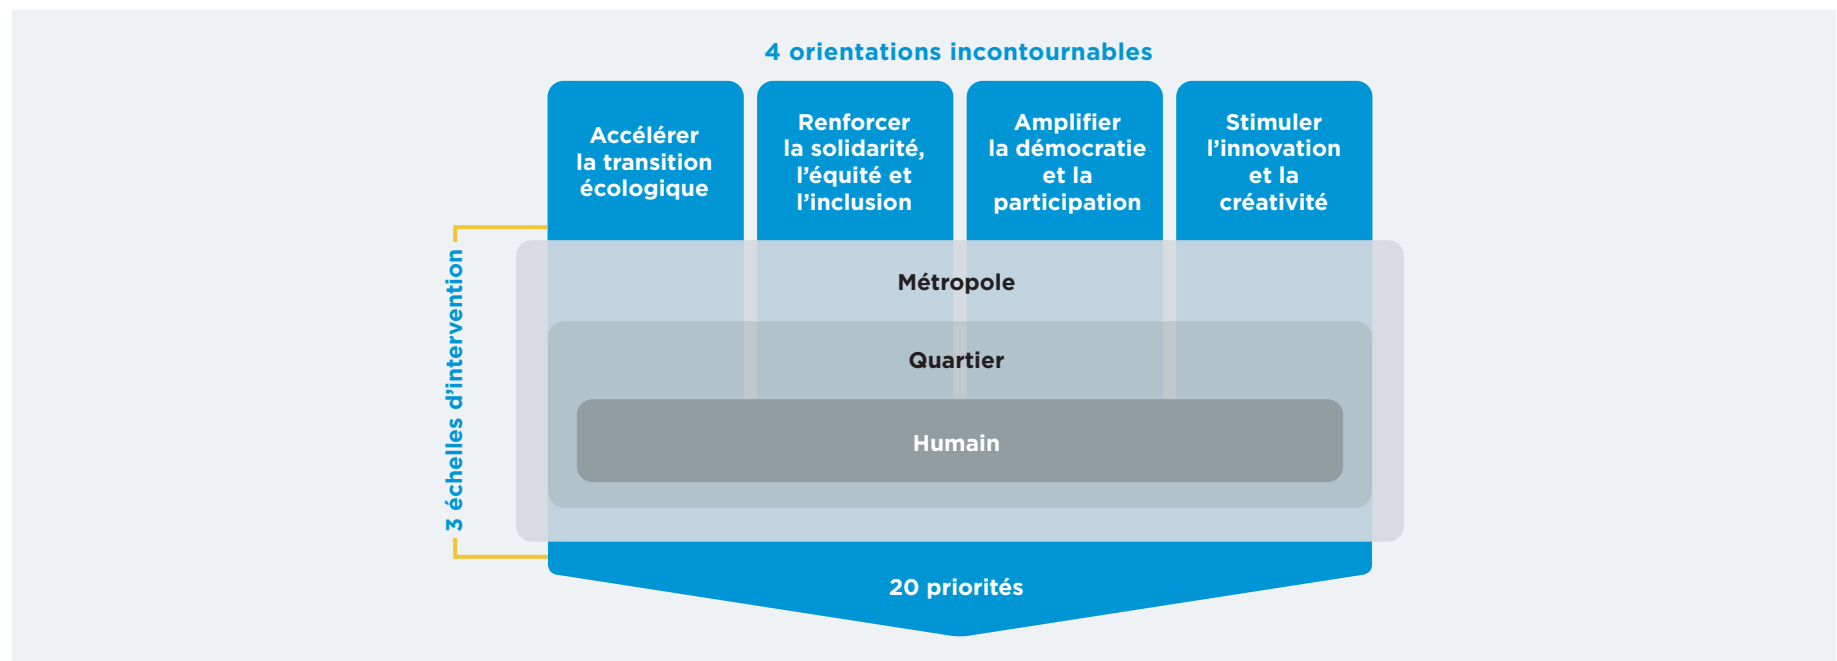 4 orientations incontournables
Accélérer
la transition
écologique
Renforcer
la solidarité,
l’équité et
l’inclusion
Amplifier
la démocratie
et la
participation
Stimuler
l’innovation
et la
créativité
3 échelles d’intervention
Métropole
Quartier
Humain
20 priorités